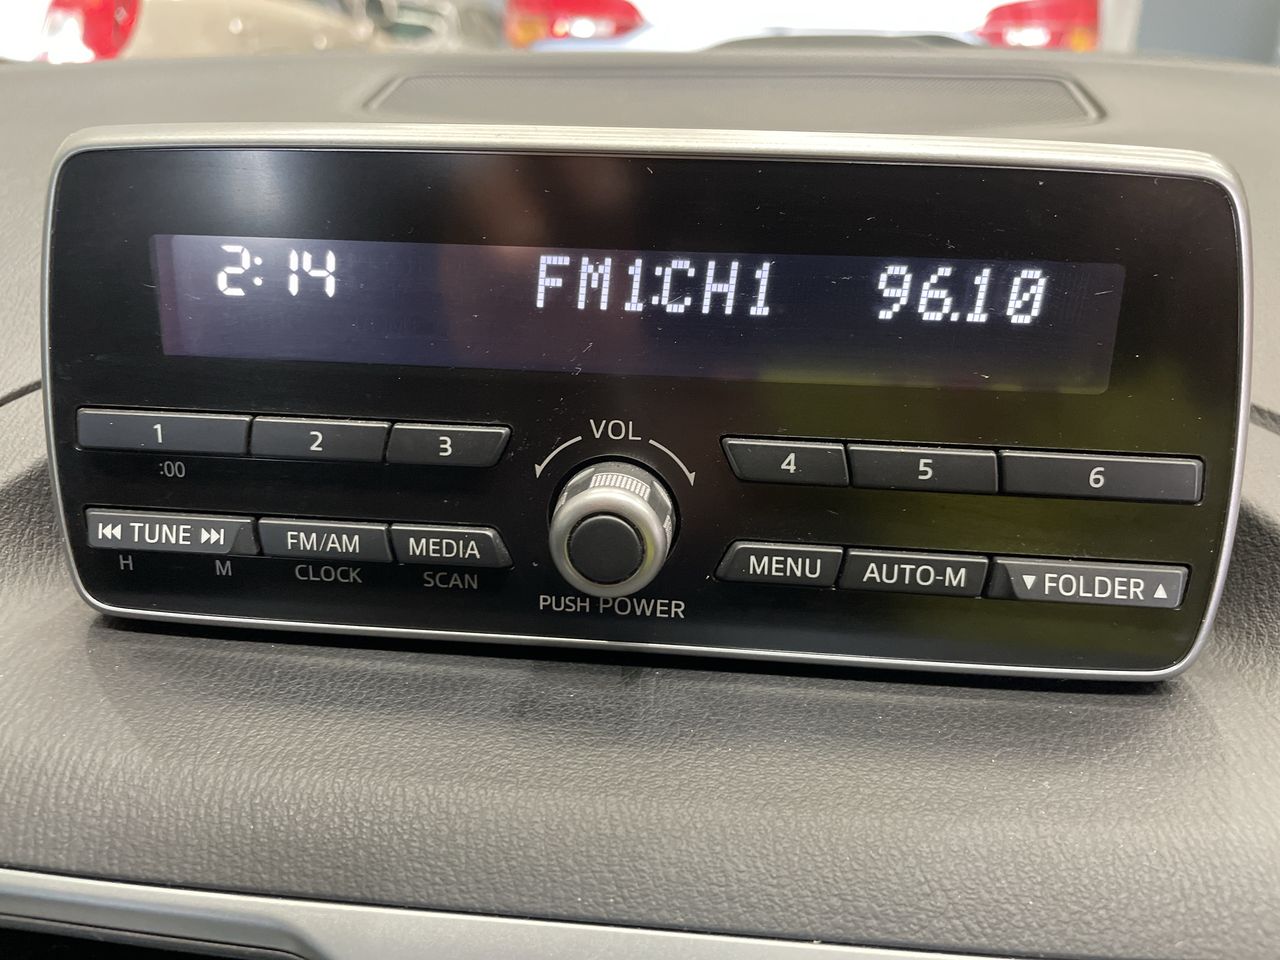 2:14 FM1:CH1 96.10
VOL
1 2 3 4 5 6
:00
⏮ TUNE ⏭ FM/AM MEDIA MENU AUTO-M ▼ FOLDER ▲
H M CLOCK SCAN
PUSH POWER